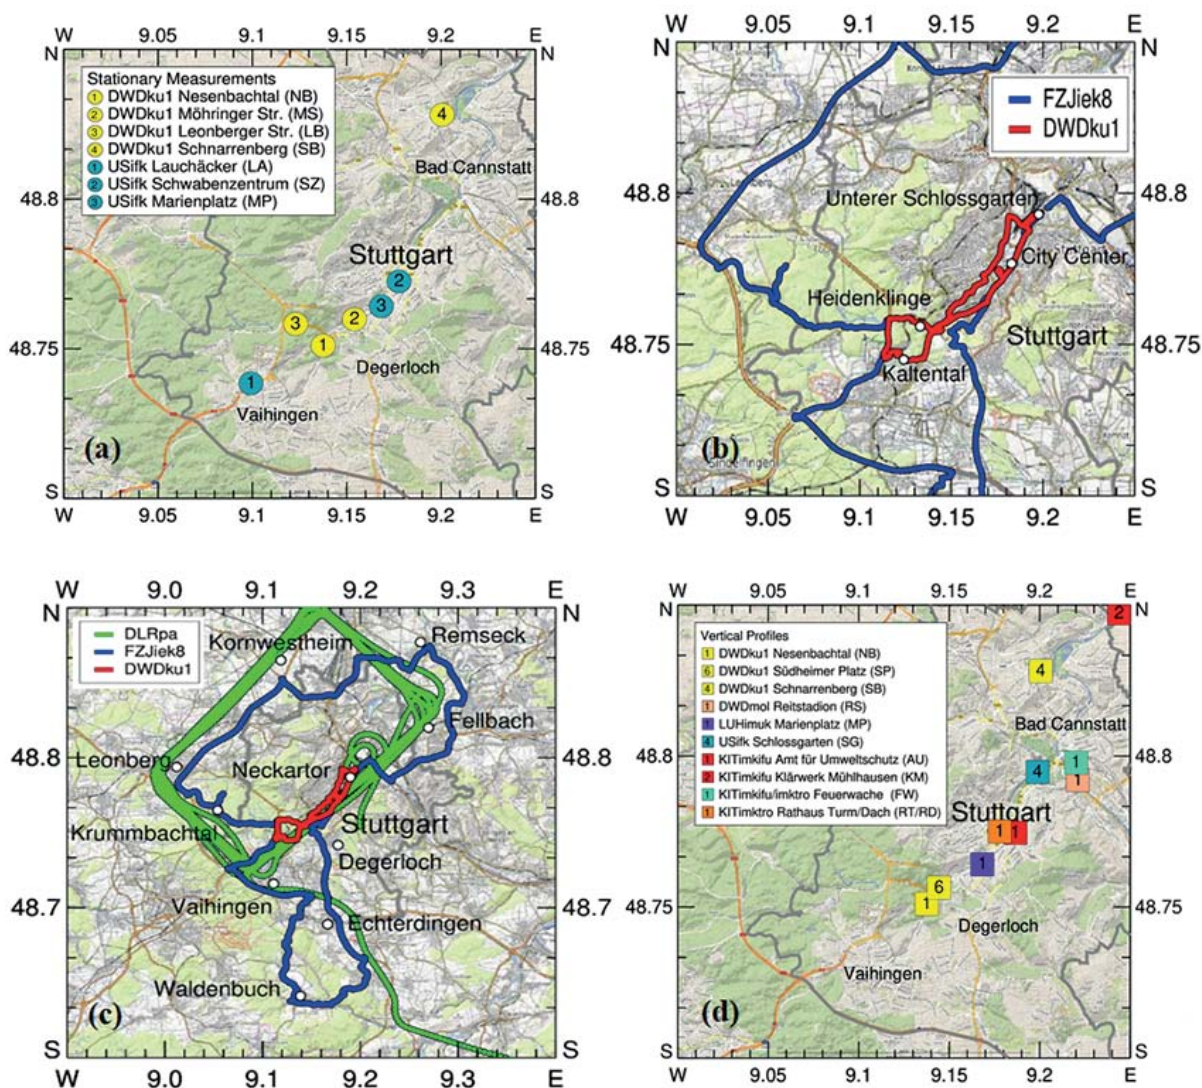 W 9.05 9.1 9.15 9.2 E
N N
Stationary Measurements
1 DWDku1 Nesenbachtal (NB)
2 DWDku1 Möhringer Str. (MS)
3 DWDku1 Leonberger Str. (LB)
4 DWDku1 Schnarrenberg (SB)
1 USifk Lauchäcker (LA)
2 USifk Schwabenzentrum (SZ)
3 USifk Marienplatz (MP)
4
Bad Cannstatt
48.8 48.8
Stuttgart
2
3
3 2
1
48.75 48.75
Degerloch
1
Vaihingen
(a)
S S
W 9.05 9.1 9.15 9.2 E
W 9.05 9.1 9.15 9.2 E
N N
FZJiek8
DWDku1
48.8 48.8
Unterer Schlossgarten
City Center
Heidenklinge
Stuttgart
48.75 48.75
Kaltental
Sindelfingen
(b)
S S
W 9.05 9.1 9.15 9.2 E
W 9.0 9.1 9.2 9.3 E
N N
DLRpa
FZJiek8
DWDku1
Kornwestheim
Remseck
Fellbach
48.8 48.8
Leonberg
Neckartor
Stuttgart
Krummbachtal
Degerloch
Vaihingen
48.7 48.7
Echterdingen
Waldenbuch
(c)
S S
W 9.0 9.1 9.2 9.3 E
W 9.05 9.1 9.15 9.2 E
N N
2
Vertical Profiles
1 DWDku1 Nesenbachtal (NB)
6 DWDku1 Südheimer Platz (SP)
4 DWDku1 Schnarrenberg (SB)
1 DWDmol Reitstadion (RS)
1 LUHimuk Marienplatz (MP)
4 USifk Schlossgarten (SG)
1 KITimkifu Amt für Umweltschutz (AU)
2 KITimkifu Klärwerk Mühlhausen (KM)
1 KITimkifu/imktro Feuerwache (FW)
1 KITimktro Rathaus Turm/Dach (RT/RD)
4
Bad Cannstatt
48.8 48.8
1
4 1
Stuttgart
1 1
1
6
1
48.75 48.75
Degerloch
Vaihingen
(d)
S S
W 9.05 9.1 9.15 9.2 E